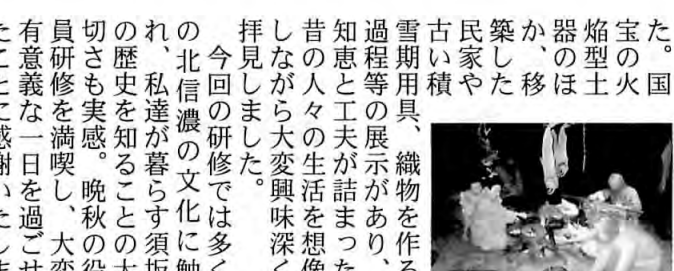 た。国
宝の火
焔型土
器のほ
か、移
築した
民家や
古い積
雪期用具、織物を作る
過程等の展示があり、
知恵と工夫が詰まった
昔の人々の生活を想像
しながら大変興味深く
拝見しました。
今回の研修では多く
の北信濃の文化に触
れ、私達が暮らす須坂
の歴史を知ることの大
切さも実感。晩秋の役
員研修を満喫し、大変
有意義な一日を過ごせ
たことに感謝いたしま